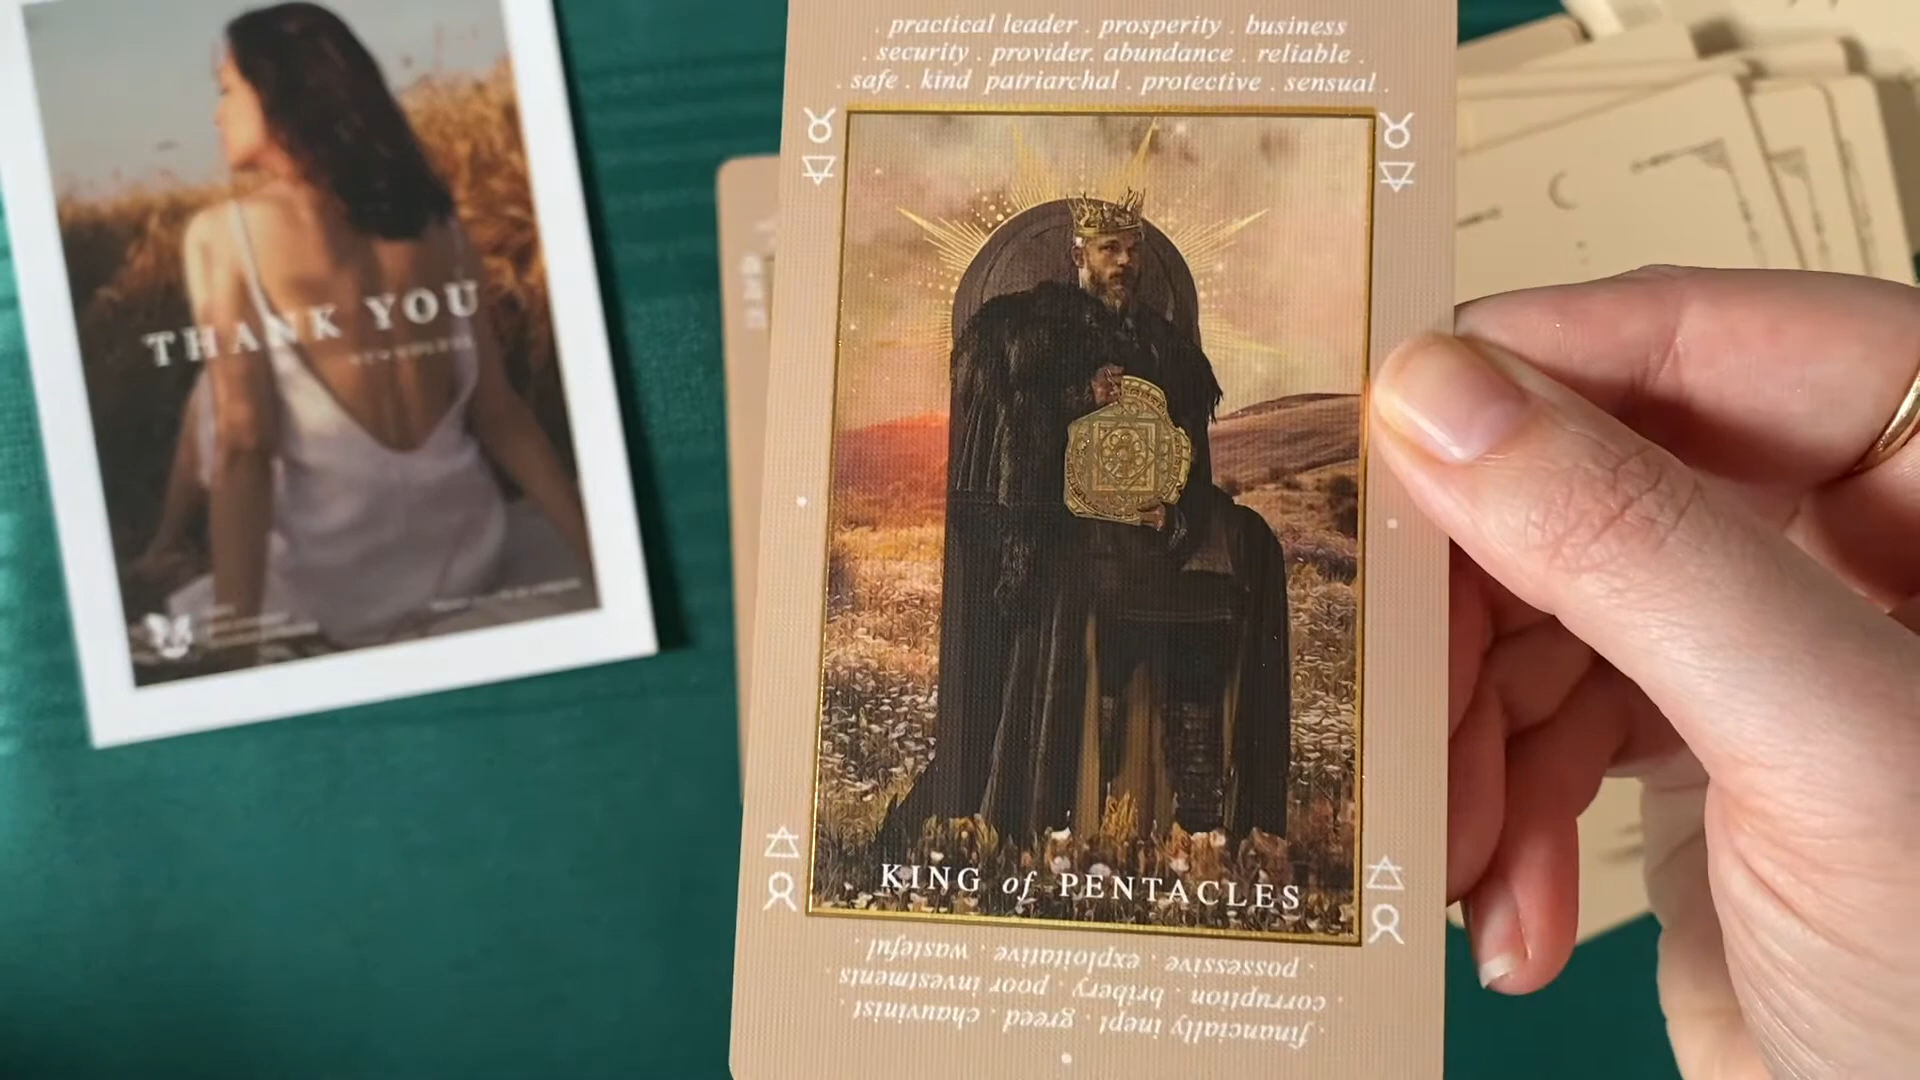 THANK YOU
. practical leader . prosperity . business
. security . provider. abundance . reliable .
. safe . kind patriarchal . protective . sensual .
KING of PENTACLES
. financially inept . greed . chauvinist .
. corruption . bribery . poor investments .
. possessive . exploitative . wasteful .